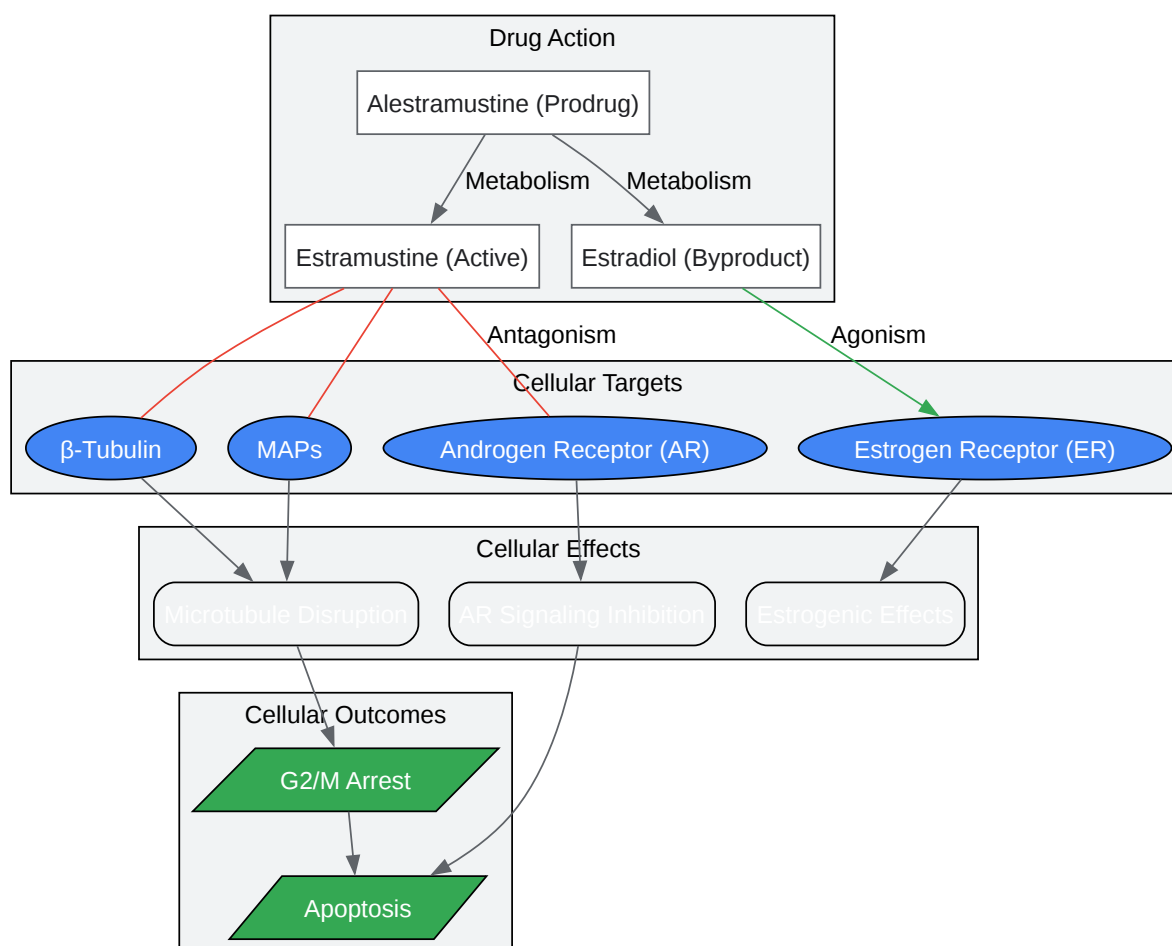 Drug Action
Alestramustine (Prodrug)
Metabolism
Metabolism
Estramustine (Active)
Estradiol (Byproduct)
Antagonism
Agonism
Cellular Targets
β-Tubulin
MAPs
Androgen Receptor (AR)
Estrogen Receptor (ER)
Cellular Effects
Microtubule Disruption
AR Signaling Inhibition
Estrogenic Effects
Cellular Outcomes
G2/M Arrest
Apoptosis